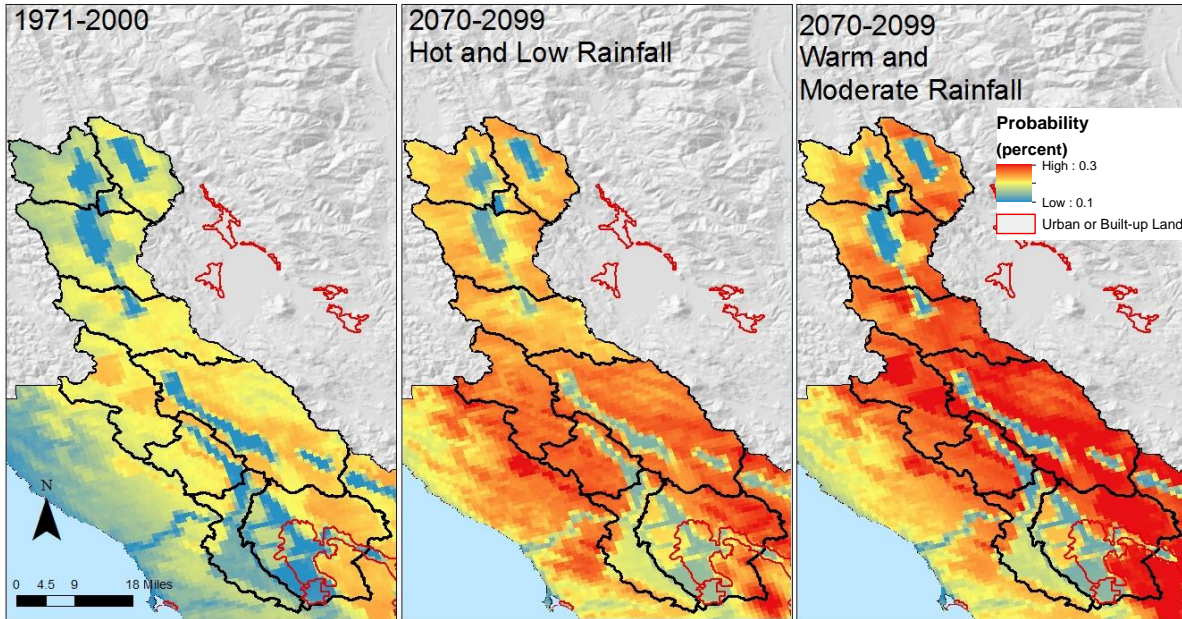 1971-2000
2070-2099
Hot and Low Rainfall
2070-2099
Warm and
Moderate Rainfall
Probability
(percent)
High : 0.3
Low : 0.1
Urban or Built-up Land
N
0 4.5 9 18 Miles